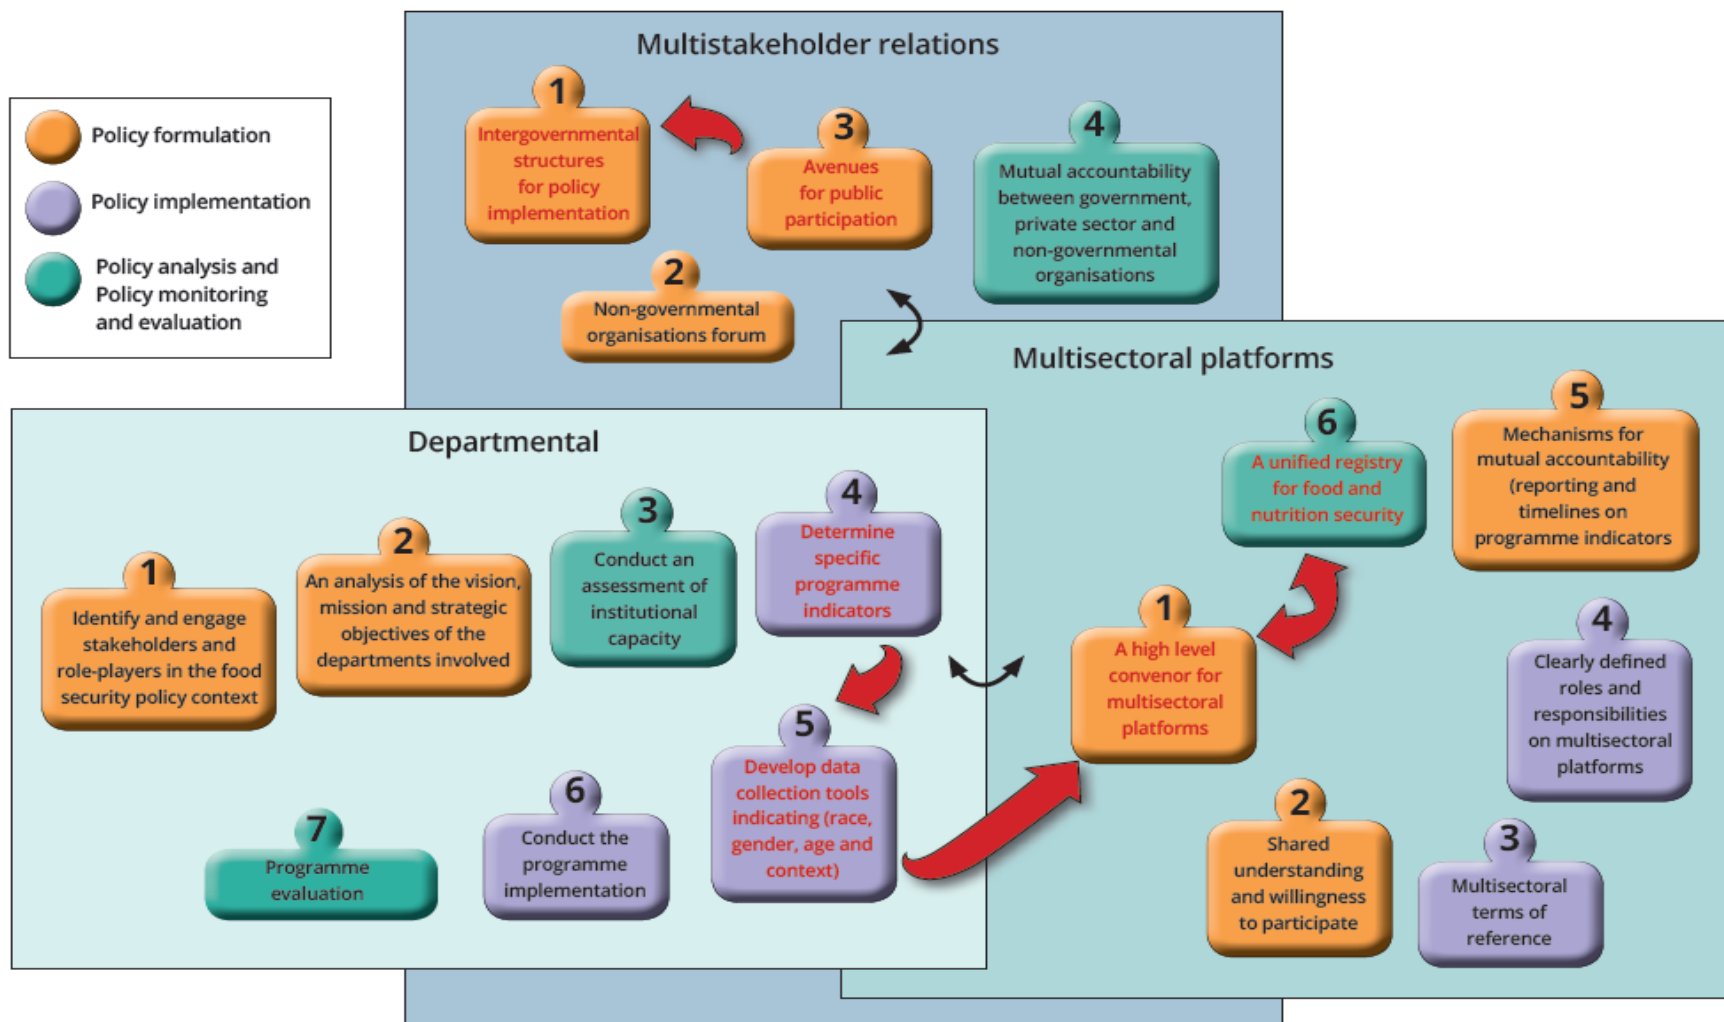 Policy formulation
Policy implementation
Policy analysis and
Policy monitoring
and evaluation
Multistakeholder relations
1
Intergovernmental
structures
for policy
implementation
3
Avenues
for public
participation
4
Mutual accountability
between government,
private sector and
non-governmental
organisations
2
Non-governmental
organisations forum
Multisectoral platforms
6
A unified registry
for food and
nutrition security
5
Mechanisms for
mutual accountability
(reporting and
timelines on
programme indicators
1
A high level
convenor for
multisectoral
platforms
4
Clearly defined
roles and
responsibilities
on multisectoral
platforms
2
Shared
understanding
and willingness
to participate
3
Multisectoral
terms of
reference
Departmental
1
Identify and engage
stakeholders and
role-players in the food
security policy context
2
An analysis of the vision,
mission and strategic
objectives of the
departments involved
3
Conduct an
assessment of
institutional
capacity
4
Determine
specific
programme
indicators
5
Develop data
collection tools
indicating (race,
gender, age and
context)
6
Conduct the
programme
implementation
7
Programme
evaluation